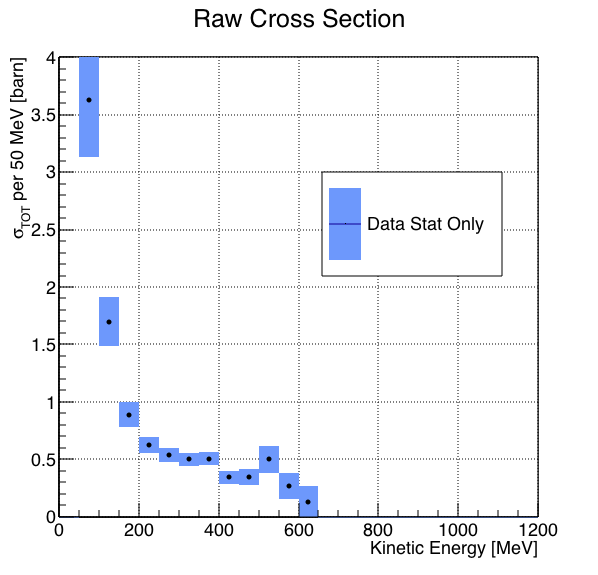 Raw Cross Section
σTOT per 50 MeV [barn]
4
3.5
3
2.5
2
1.5
1
0.5
0
Data Stat Only
0 200 400 600 800 1000 1200
Kinetic Energy [MeV]